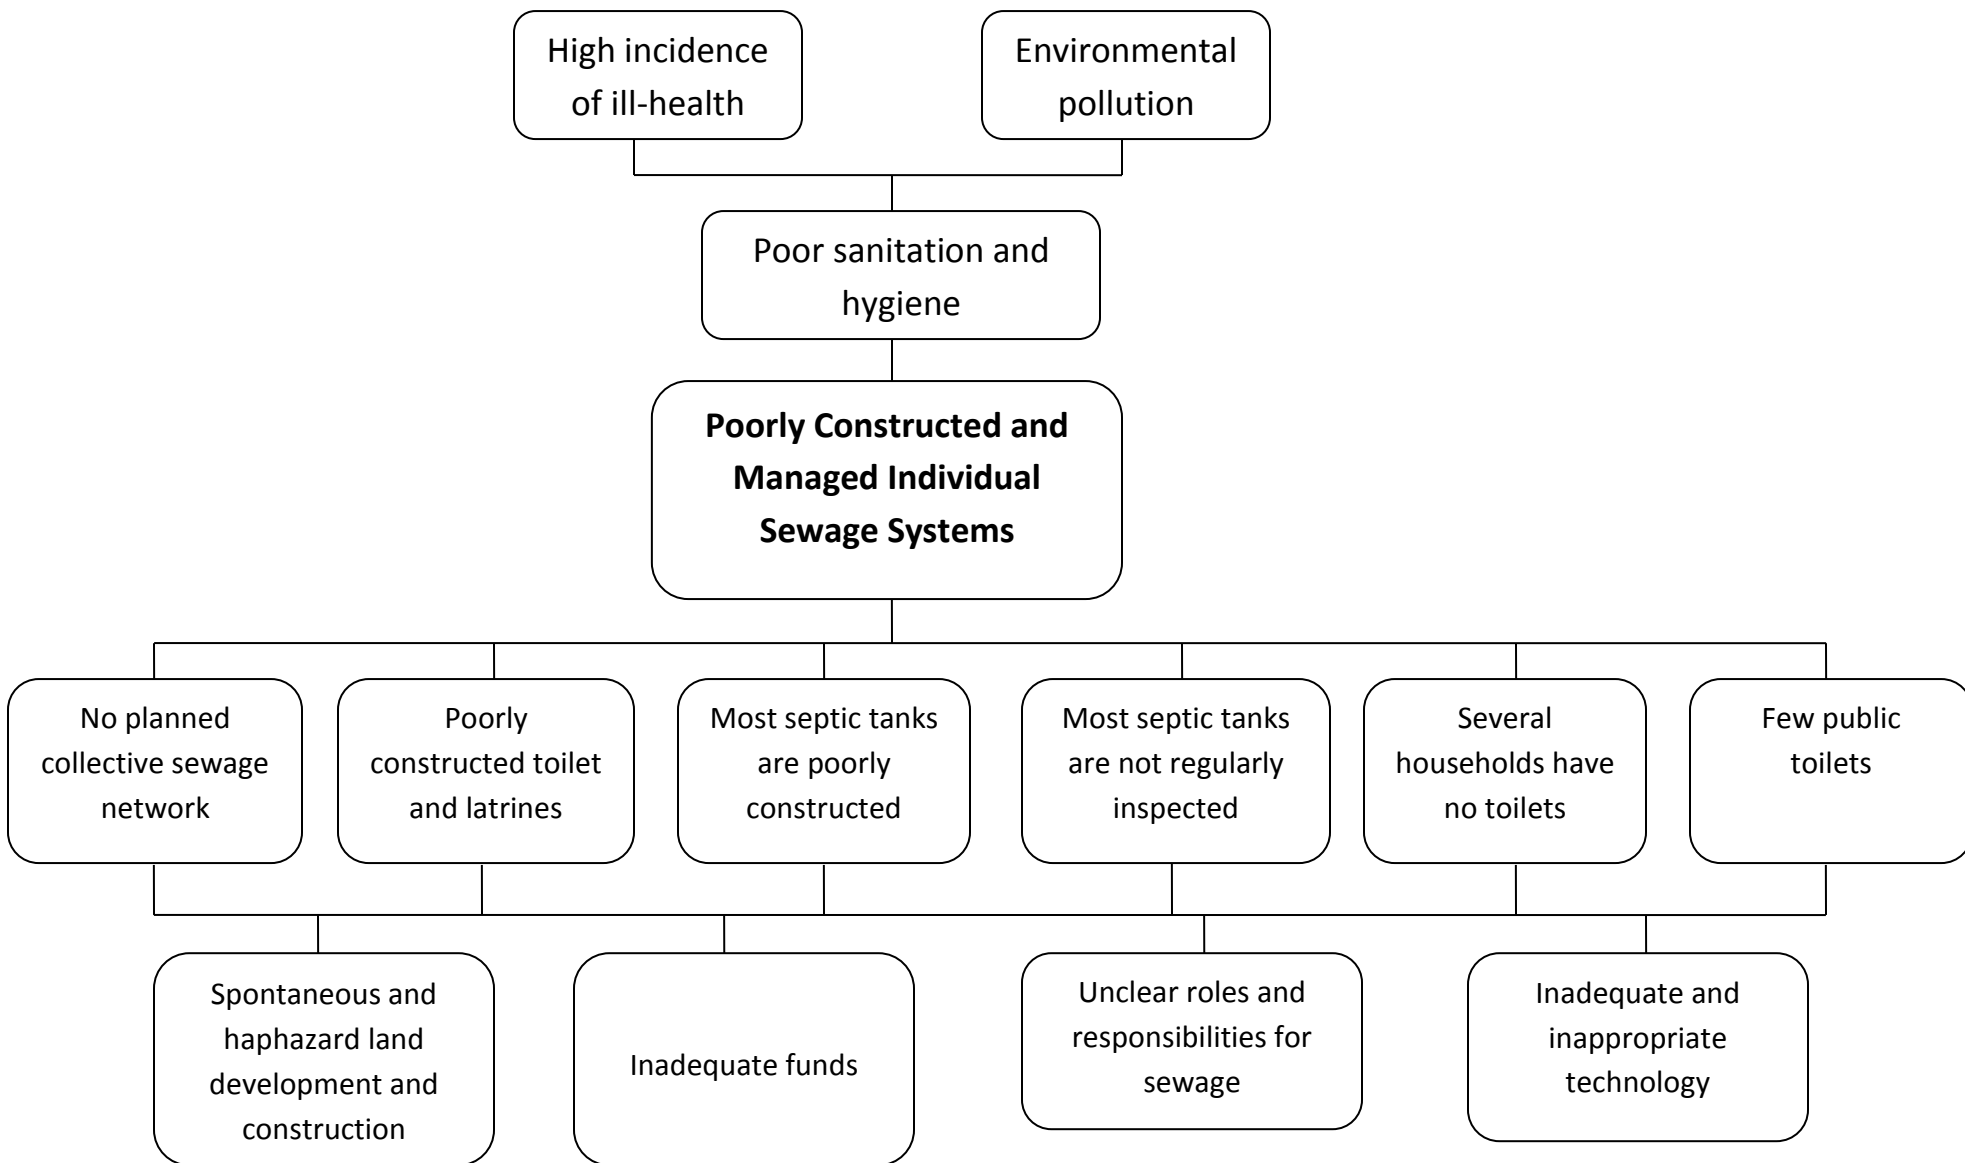 High incidence
of ill-health
Environmental
pollution
Poor sanitation and
hygiene
Poorly Constructed and
Managed Individual
Sewage Systems
No planned
collective sewage
network
Poorly
constructed toilet
and latrines
Most septic tanks
are poorly
constructed
Most septic tanks
are not regularly
inspected
Several
households have
no toilets
Few public
toilets
Spontaneous and
haphazard land
development and
construction
Inadequate funds
Unclear roles and
responsibilities for
sewage
Inadequate and
inappropriate
technology